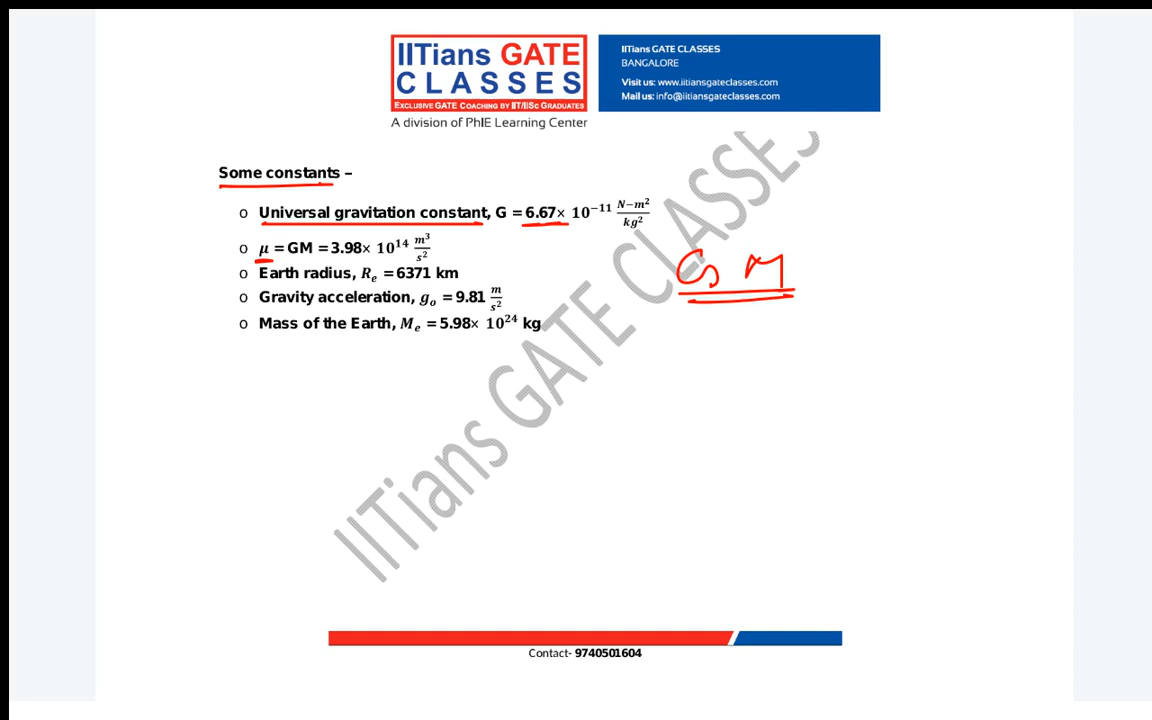 IITians GATE
CLASSES
EXCLUSIVE GATE COACHING BY IIT/IISC GRADUATES
A division of PhIE Learning Center
IITians GATE CLASSES
BANGALORE
Visit us: www.iitiansgateclasses.com
Mail us: info@iitiansgateclasses.com
Some constants –
o Universal gravitation constant, G = 6.67× 10⁻¹¹ N−m²/kg²
o μ = GM = 3.98× 10¹⁴ m³/s²
o Earth radius, Rₑ = 6371 km
o Gravity acceleration, gₒ = 9.81 m/s²
o Mass of the Earth, Mₑ = 5.98× 10²⁴ kg
G M
IITians GATE CLASSES
Contact- 9740501604